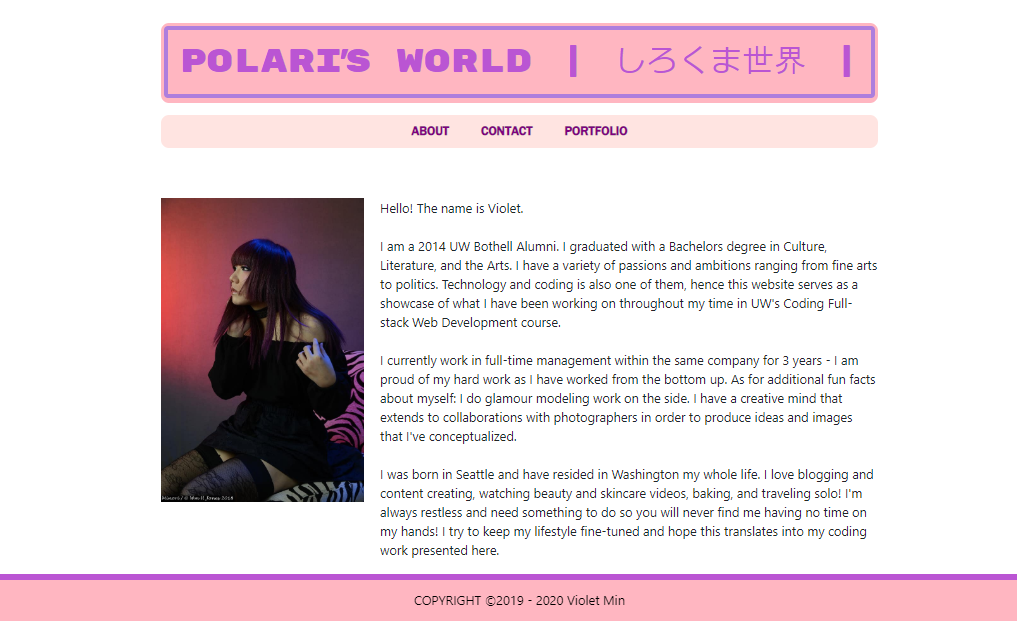 POLARI'S WORLD | しろくま世界 |
ABOUT CONTACT PORTFOLIO
Hello! The name is Violet.
I am a 2014 UW Bothell Alumni. I graduated with a Bachelors degree in Culture,
Literature, and the Arts. I have a variety of passions and ambitions ranging from fine arts
to politics. Technology and coding is also one of them, hence this website serves as a
showcase of what I have been working on throughout my time in UW's Coding Full-
stack Web Development course.
I currently work in full-time management within the same company for 3 years - I am
proud of my hard work as I have worked from the bottom up. As for additional fun facts
about myself: I do glamour modeling work on the side. I have a creative mind that
extends to collaborations with photographers in order to produce ideas and images
that I've conceptualized.
I was born in Seattle and have resided in Washington my whole life. I love blogging and
content creating, watching beauty and skincare videos, baking, and traveling solo! I'm
always restless and need something to do so you will never find me having no time on
my hands! I try to keep my lifestyle fine-tuned and hope this translates into my coding
work presented here.
COPYRIGHT ©2019 - 2020 Violet Min